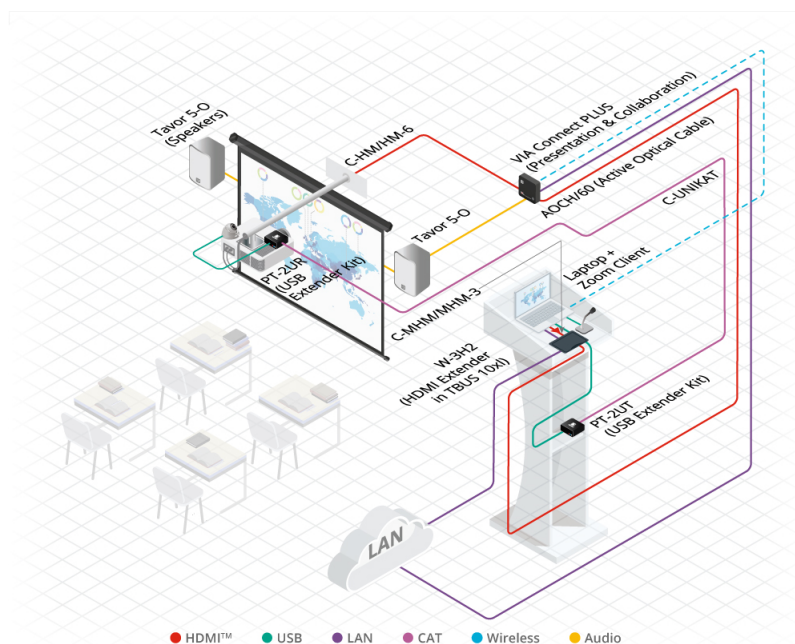 Tavor 5-O
(Speakers)
C-HM/HM-6
VIA Connect PLUS
(Presentation & Collaboration)
AOCH/60 (Active Optical Cable)
C-UNIKAT
Tavor 5-O
PT-2UR
(USB
Extender Kit)
C-MHM/MHM-3
Laptop +
Zoom Client
W-3H2
(HDMI Extender
in TBUS 10xl)
PT-2UT
(USB Extender Kit)
LAN
HDMI™
USB
LAN
CAT
Wireless
Audio